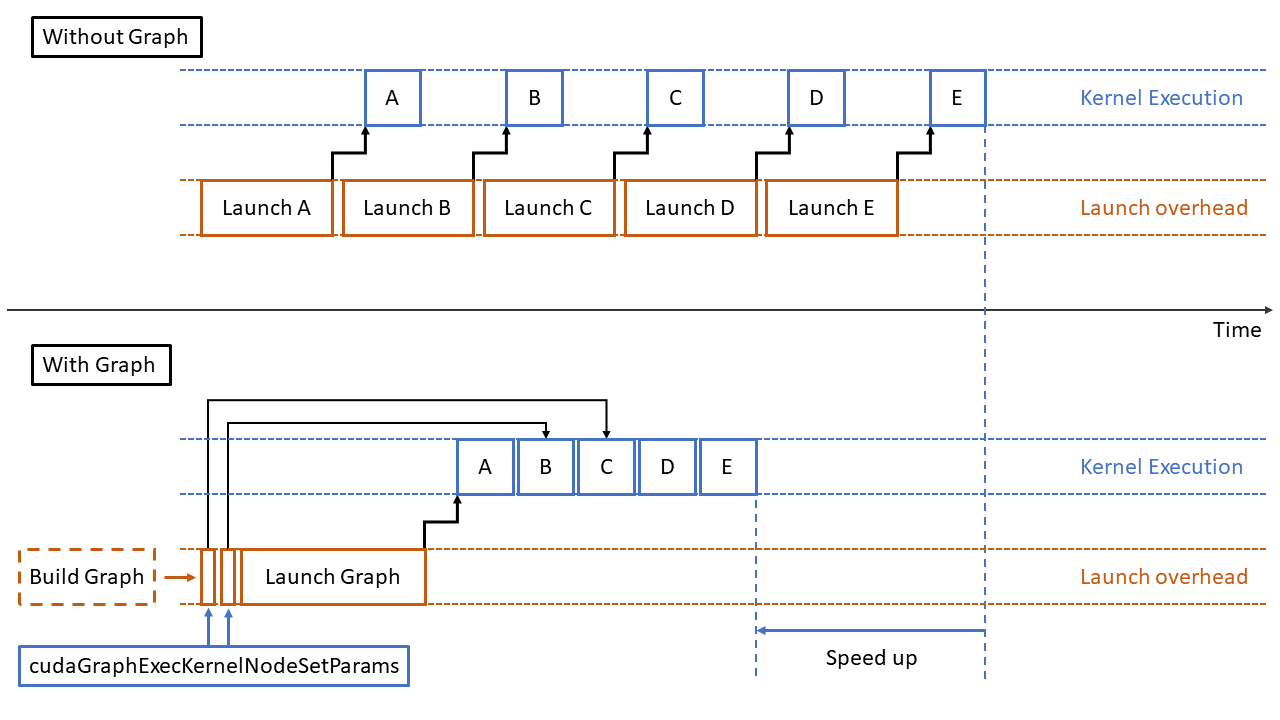 Without Graph
A B C D E Kernel Execution
Launch A Launch B Launch C Launch D Launch E Launch overhead
Time
With Graph
A B C D E Kernel Execution
Build Graph Launch Graph Launch overhead
cudaGraphExecKernelNodeSetParams
Speed up